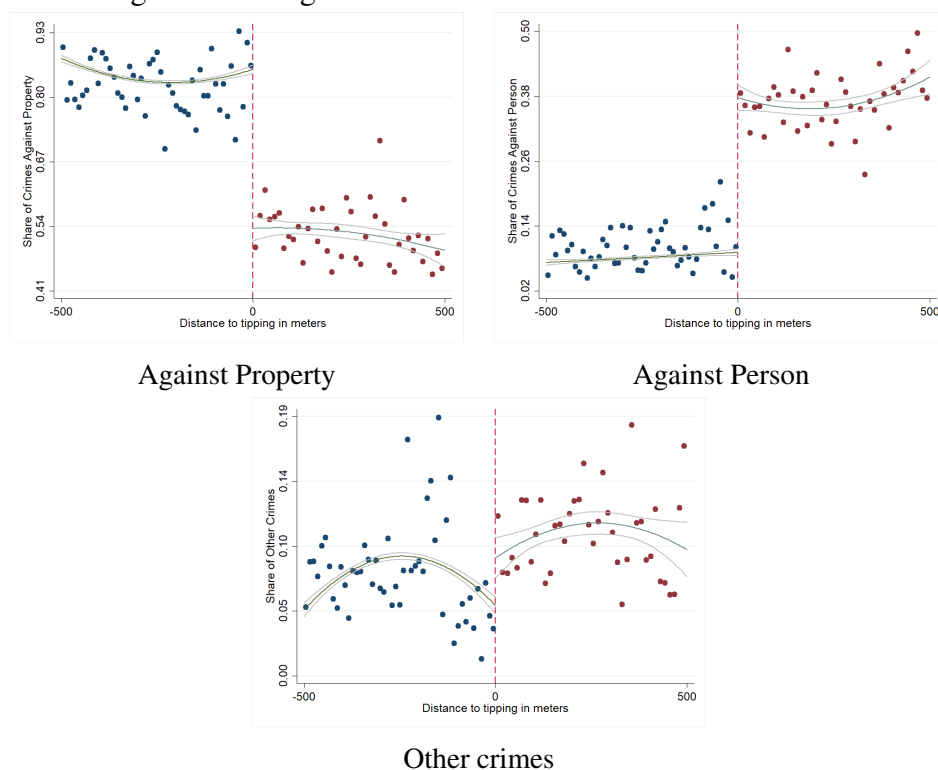 0.93
0.80
0.67
0.54
0.41
Share of Crimes Against Property
-500
0
500
Distance to tipping in meters
Against Property
0.50
0.38
0.26
0.14
0.02
Share of Crimes Against Person
-500
0
500
Distance to tipping in meters
Against Person
0.19
0.14
0.10
0.05
0.00
Share of Other Crimes
-500
0
500
Distance to tipping in meters
Other crimes